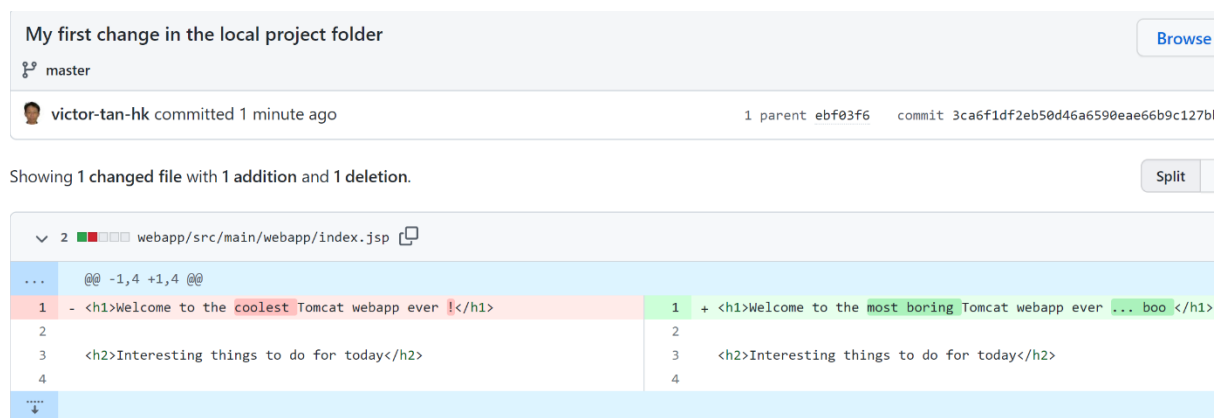 My first change in the local project folder
Browse
master
victor-tan-hk committed 1 minute ago
1 parent ebf03f6 commit 3ca6f1df2eb50d46a6590eae66b9c127b
Showing 1 changed file with 1 addition and 1 deletion.
Split
2 webapp/src/main/webapp/index.jsp
... @@ -1,4 +1,4 @@
1 - <h1>Welcome to the coolest Tomcat webapp ever !</h1>
1 + <h1>Welcome to the most boring Tomcat webapp ever ... boo </h1>
2
2
3 <h2>Interesting things to do for today</h2>
3 <h2>Interesting things to do for today</h2>
4
4